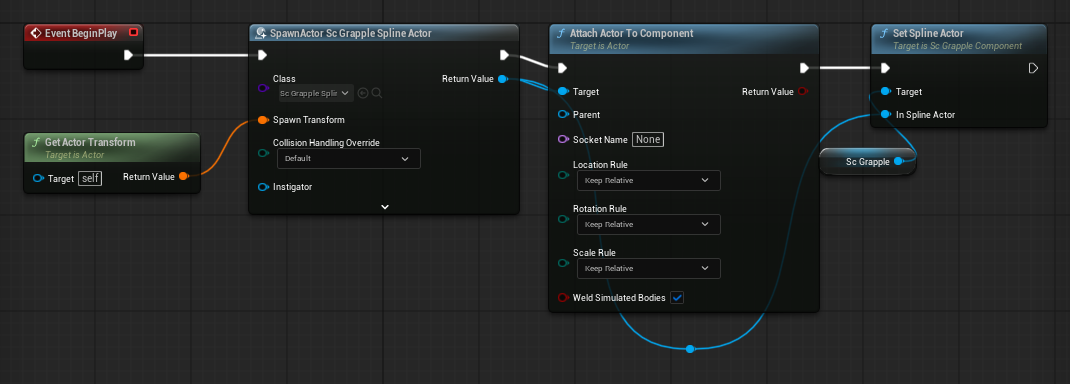 Event BeginPlay
SpawnActor Sc Grapple Spline Actor
Class
Sc Grapple Splir
Return Value
Spawn Transform
Collision Handling Override
Default
Instigator
f Get Actor Transform
Target is Actor
Target self
Return Value
f Attach Actor To Component
Target is Actor
Target
Return Value
Parent
Socket Name None
Location Rule
Keep Relative
Rotation Rule
Keep Relative
Scale Rule
Keep Relative
Weld Simulated Bodies
f Set Spline Actor
Target is Sc Grapple Component
Target
In Spline Actor
Sc Grapple